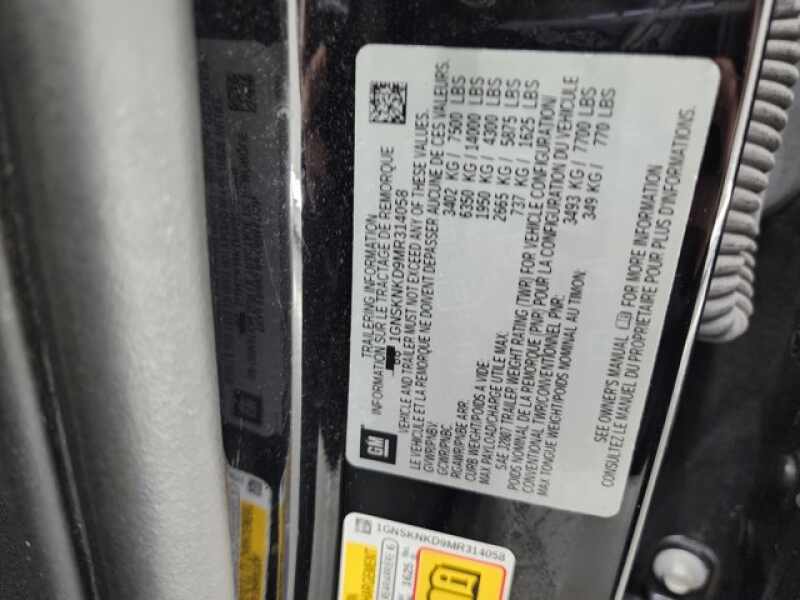 GM
TRAILERING INFORMATION
INFORMATION SUR LE TRACTAGE DE REMORQUE
1GNSKNKD9MR314058
VEHICLE AND TRAILER MUST NOT EXCEED ANY OF THESE VALUES.
LE VEHICULE ET LA REMORQUE NE DOIVENT DEPASSER AUCUNE DE CES VALEURS.
GVWR/PNBV 3402 KG / 7500 LBS
GCWR/PNBC 6350 KG / 14000 LBS
RGAWR/PNBE ARR. 1950 KG / 4300 LBS
CURB WEIGHT/POIDS A VIDE: 2665 KG / 5875 LBS
MAX PAYLOAD/CHARGE UTILE MAX: 737 KG / 1625 LBS
SAE J2807 TRAILER WEIGHT RATING (TWR) FOR VEHICLE CONFIGURATION/
POIDS NOMINAL DE LA REMORQUE (PNR) POUR LA CONFIGURATION DU VEHICULE
CONVENTIONAL TWR/CONVENTIONNEL PNR: 3493 KG / 7700 LBS
MAX TONGUE WEIGHT/POIDS NOMINAL AU TIMON: 349 KG / 770 LBS
SEE OWNER'S MANUAL FOR MORE INFORMATION
CONSULTEZ LE MANUEL DU PROPRIETAIRE POUR PLUS D'INFORMATIONS.
1GNSKNKD9MR314058